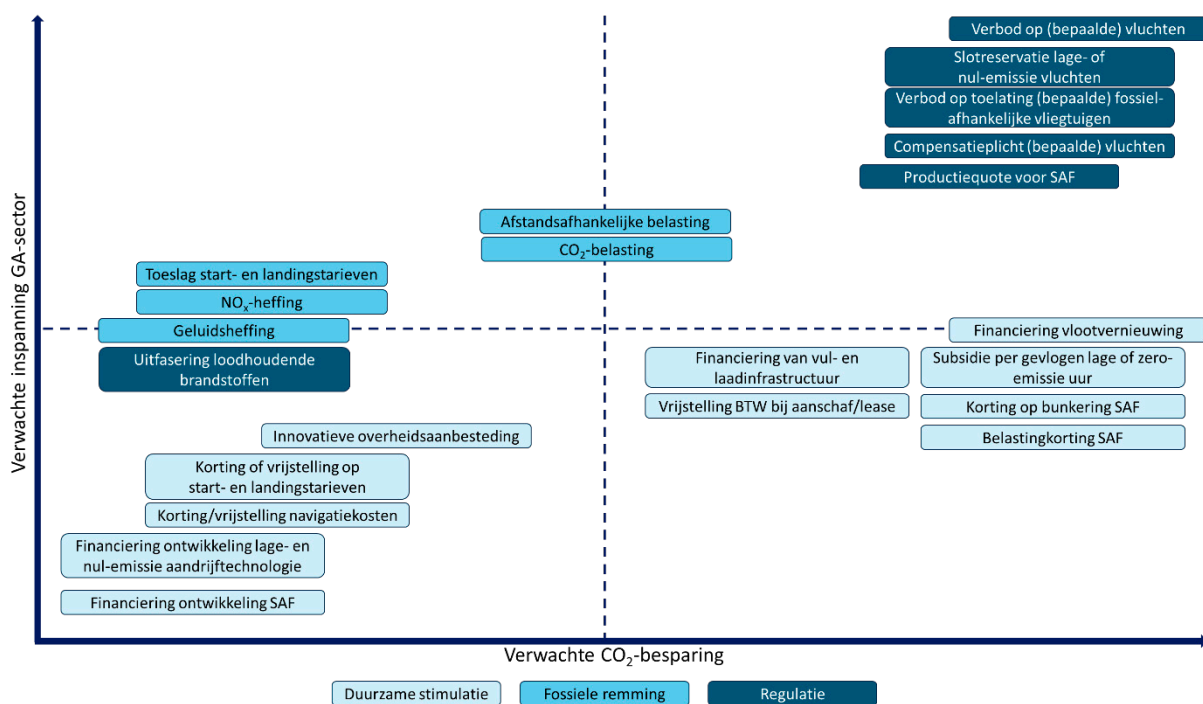 Verwachte inspanning GA-sector
Verbod op (bepaalde) vluchten
Slotreservatie lage- of
nul-emissie vluchten
Verbod op toelating (bepaalde) fossiel-
afhankelijke vliegtuigen
Compensatieplicht (bepaalde) vluchten
Productiequote voor SAF
Afstandsafhankelijke belasting
CO₂-belasting
Toeslag start- en landingstarieven
NOₓ-heffing
Geluidsheffing
Uitfasering loodhoudende
brandstoffen
Financiering vlootvernieuwing
Financiering van vul- en
laadinfrastructuur
Subsidie per gevlogen lage of zero-
emissie uur
Vrijstelling BTW bij aanschaf/lease
Korting op bunkering SAF
Belastingkorting SAF
Innovatieve overheidsaanbesteding
Korting of vrijstelling op
start- en landingstarieven
Korting/vrijstelling navigatiekosten
Financiering ontwikkeling lage- en
nul-emissie aandrijftechnologie
Financiering ontwikkeling SAF
Verwachte CO₂-besparing
Duurzame stimulatie
Fossiele remming
Regulatie